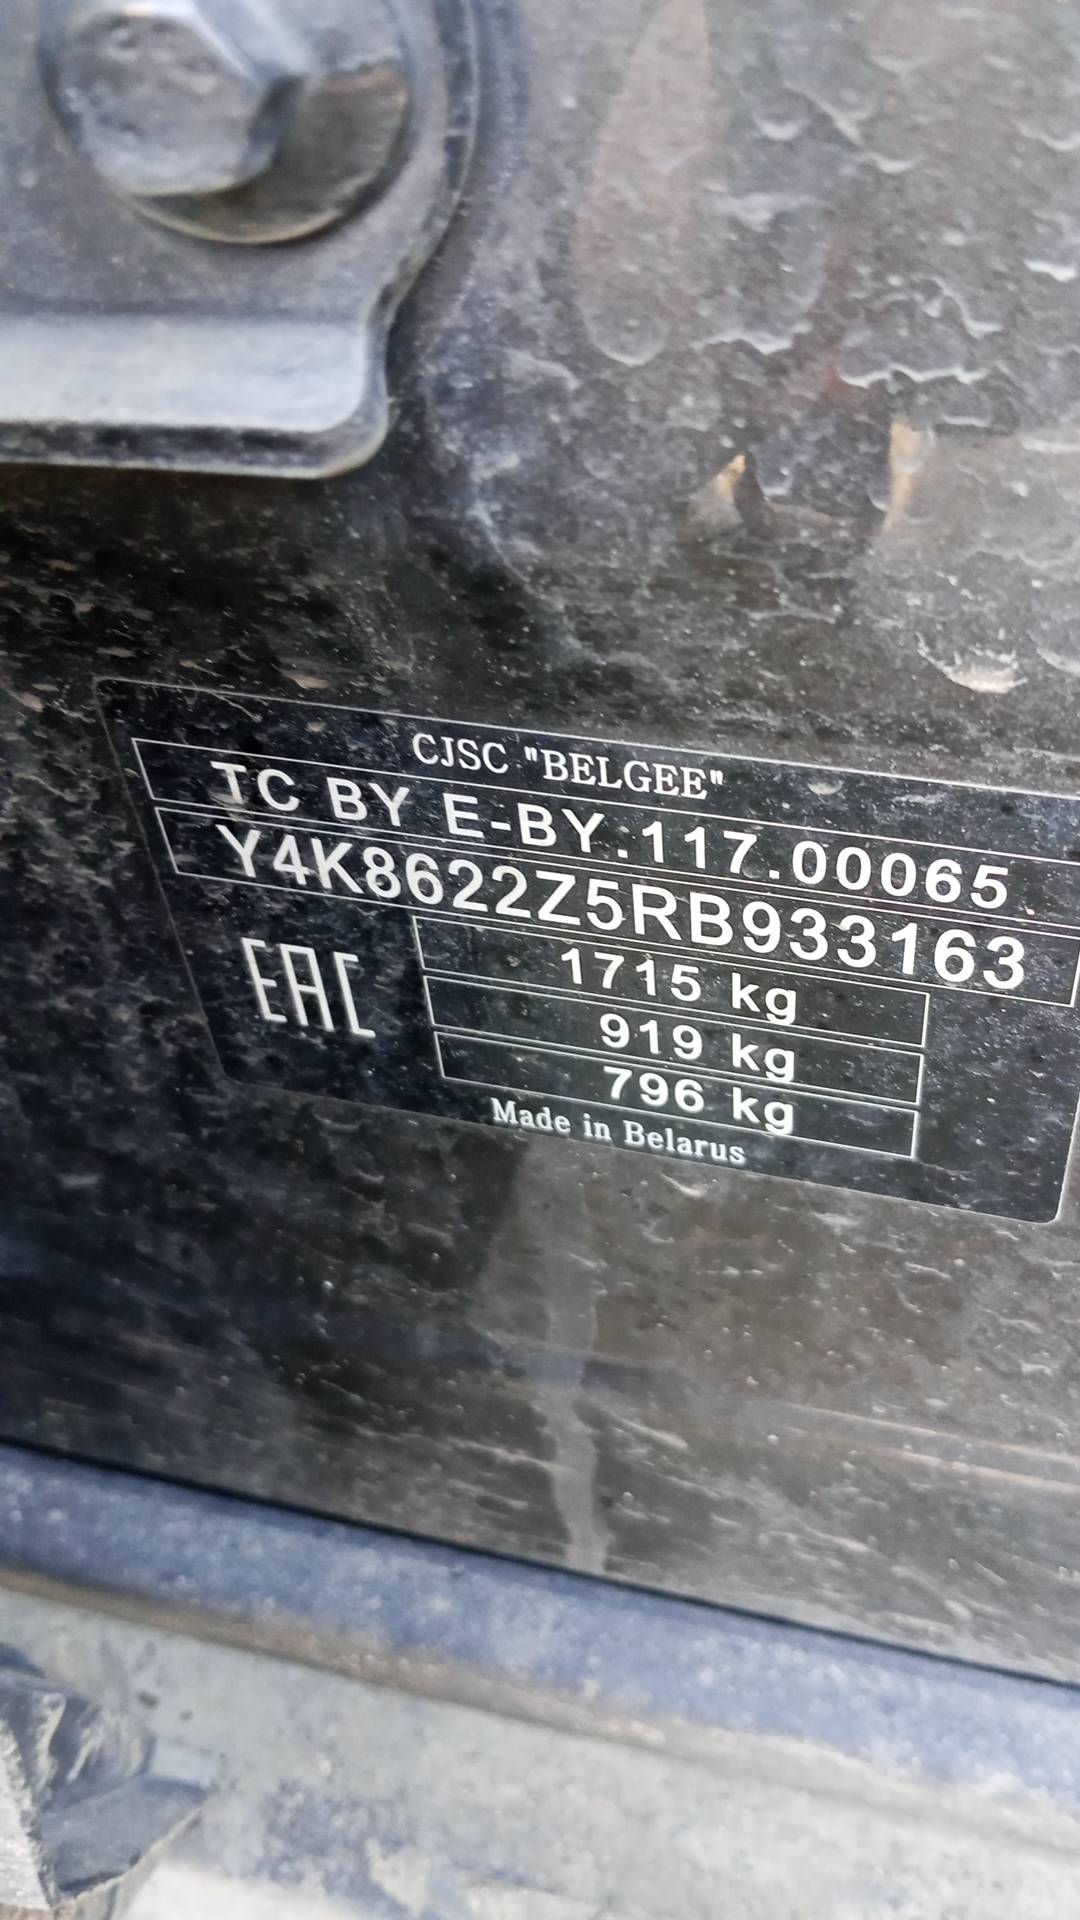 CJSC "BELGEE"
TC BY E-BY.117.00065
Y4K8622Z5RB933163
EAC
1715 kg
919 kg
796 kg
Made in Belarus